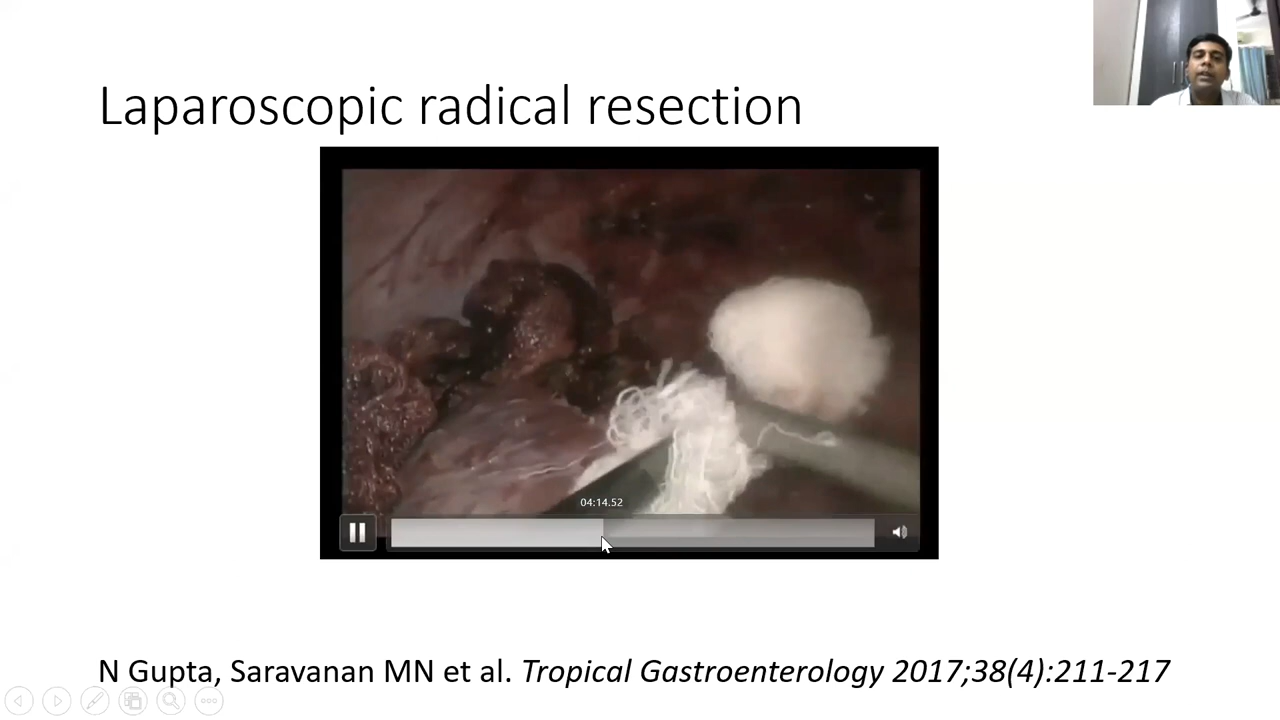 Laparoscopic radical resection
04:14.52
N Gupta, Saravanan MN et al. Tropical Gastroenterology 2017;38(4):211-217